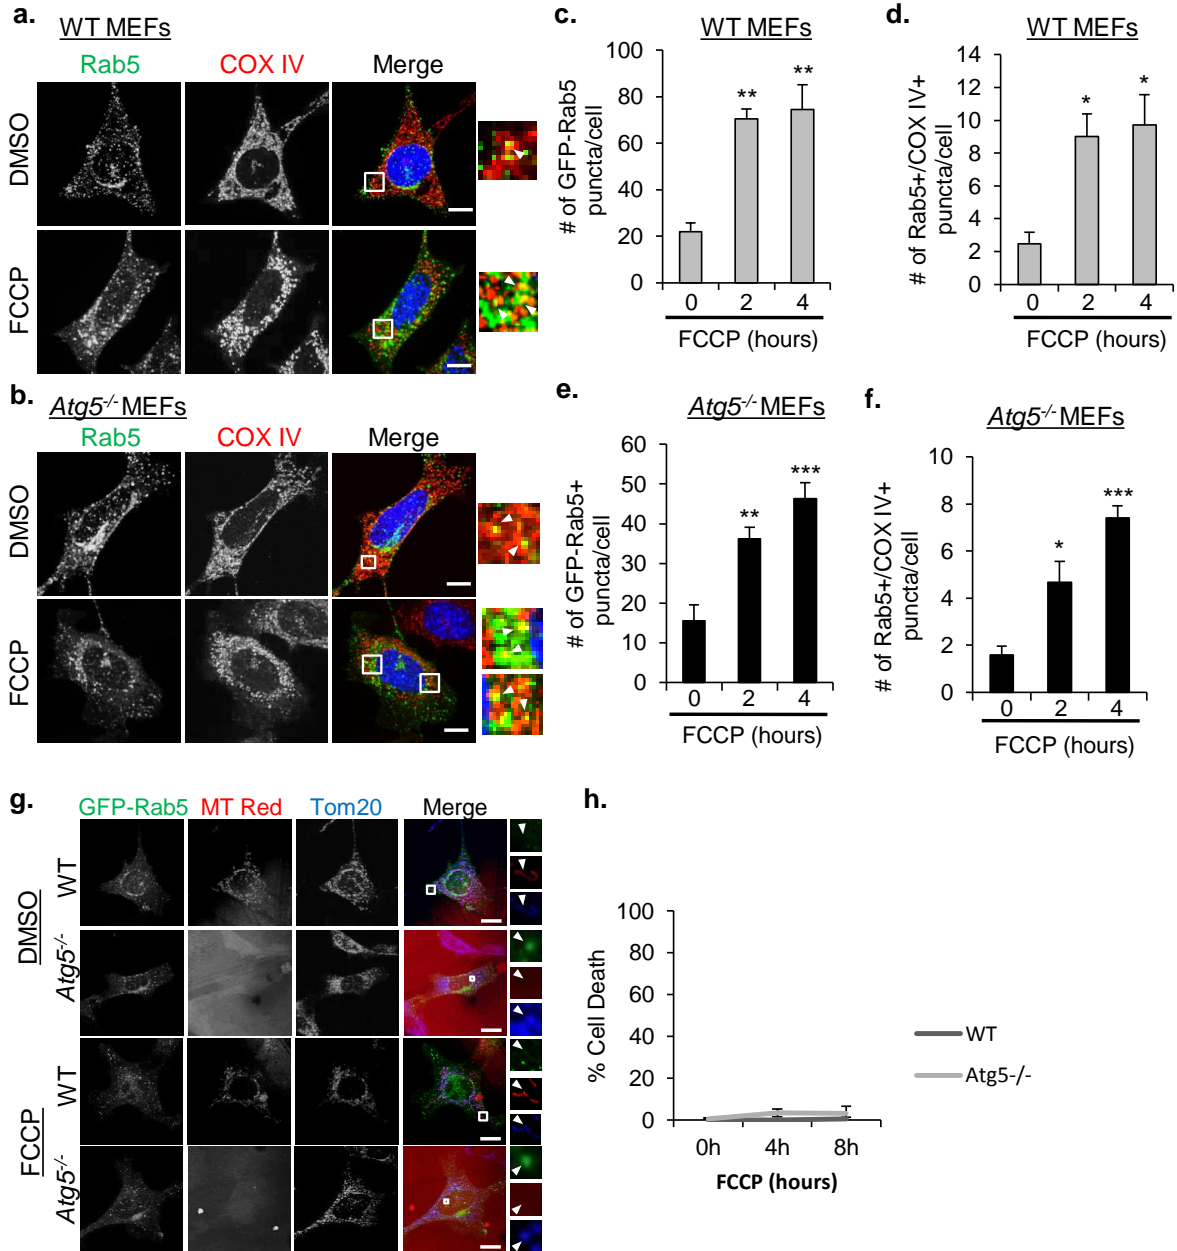 a.
WT MEFs
Rab5 COX IV Merge
DMSO
FCCP
b.
Atg5-/- MEFs
Rab5 COX IV Merge
DMSO
FCCP
c.
WT MEFs
# of GFP-Rab5
puncta/cell
100
80
60
40
20
0
** **
0 2 4
FCCP (hours)
d.
WT MEFs
# of Rab5+/COX IV+
puncta/cell
14
12
10
8
6
4
2
0
* *
0 2 4
FCCP (hours)
e.
Atg5-/- MEFs
# of GFP-Rab5+
puncta/cell
60
50
40
30
20
10
0
** ***
0 2 4
FCCP (hours)
f.
Atg5-/- MEFs
# of Rab5+/COX IV+
puncta/cell
10
8
6
4
2
0
* ***
0 2 4
FCCP (hours)
g.
GFP-Rab5 MT Red Tom20 Merge
DMSO
WT
Atg5-/-
FCCP
WT
Atg5-/-
h.
% Cell Death
100
80
60
40
20
0
0h 4h 8h
FCCP (hours)
WT
Atg5-/-